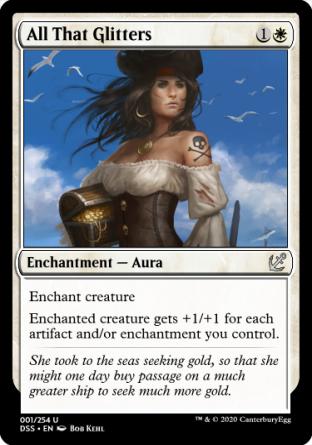 All That Glitters 1
Enchantment — Aura
Enchant creature
Enchanted creature gets +1/+1 for each
artifact and/or enchantment you control.
She took to the seas seeking gold, so that she
might one day buy passage on a much
greater ship to seek much more gold.
001/254 U
DSS • EN Bob Kehl
™ & © 2020 CanterburyEgg